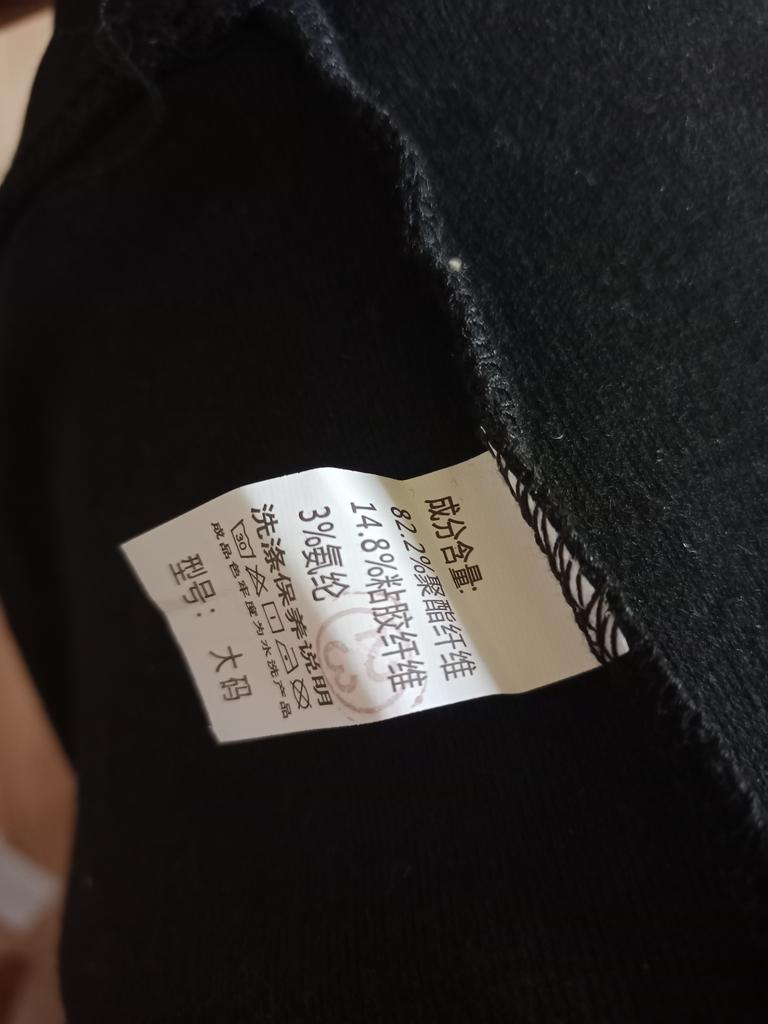 成分含量:
82.2%聚酯纤维
14.8%粘胶纤维
3%氨纶
洗涤保养说明
30
成品色牢度为水洗产品
型号: 大码